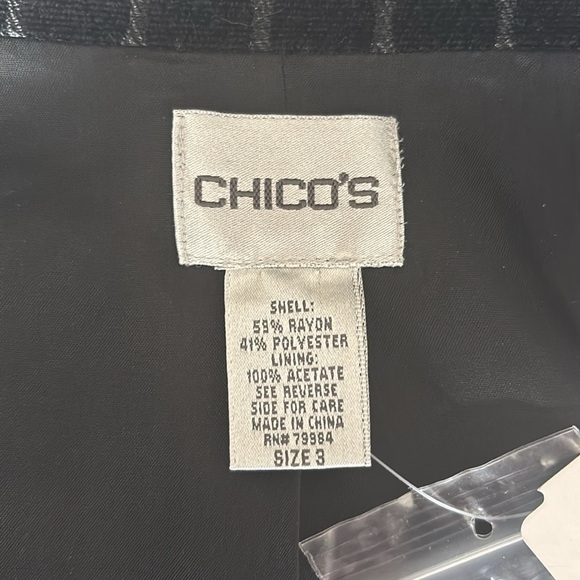 CHICO'S
SHELL:
59% RAYON
41% POLYESTER
LINING:
100% ACETATE
SEE REVERSE
SIDE FOR CARE
MADE IN CHINA
RN# 79984
SIZE 3